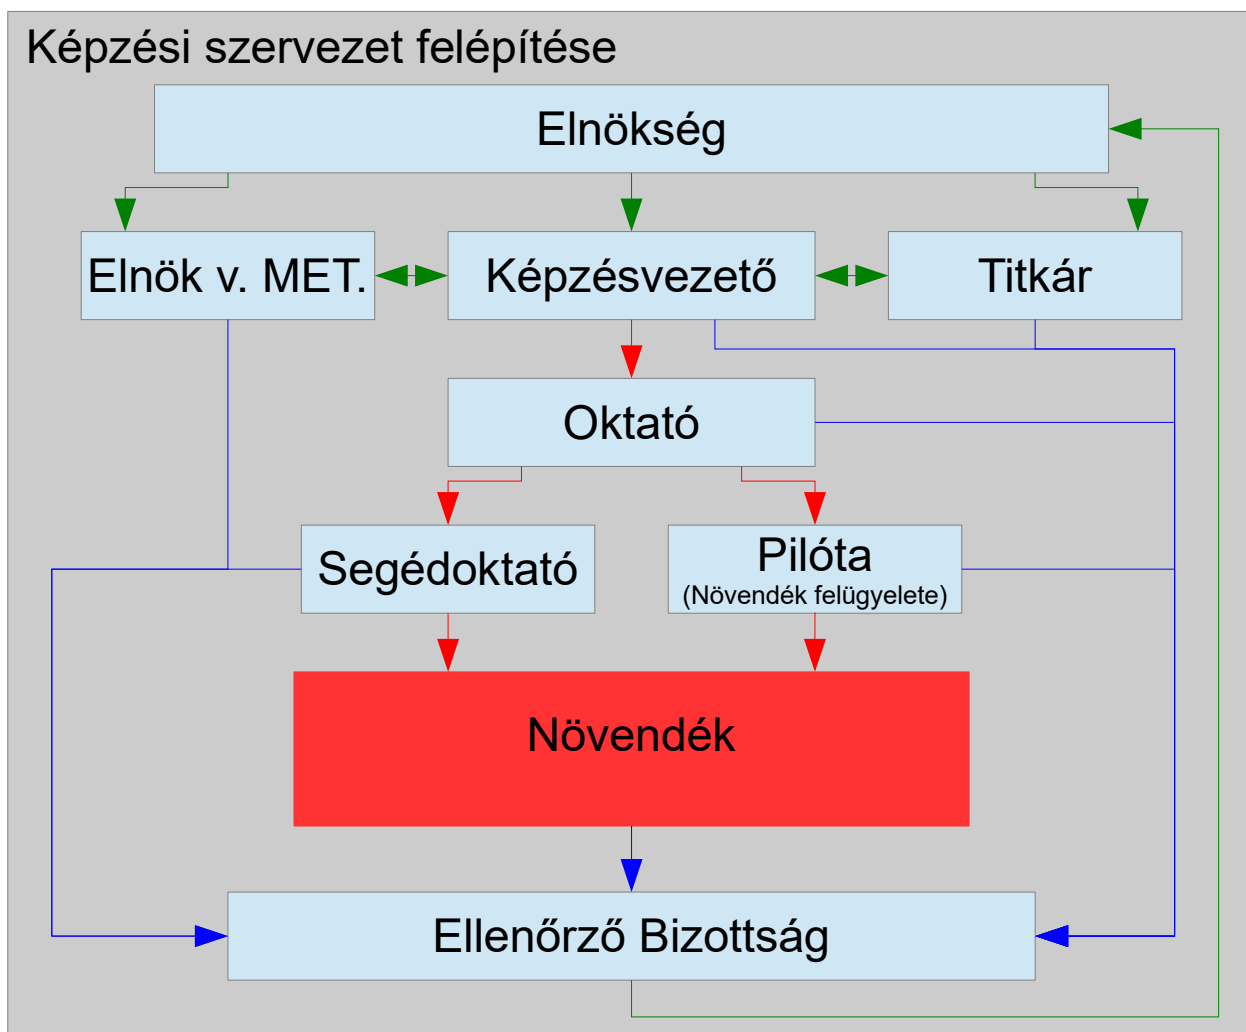 Képzési szervezet felépítése
Elnökség
Elnök v. MET.
Képzésvezető
Titkár
Oktató
Segédoktató
Pilóta
(Növendék felügyelete)
Növendék
Ellenőrző Bizottság